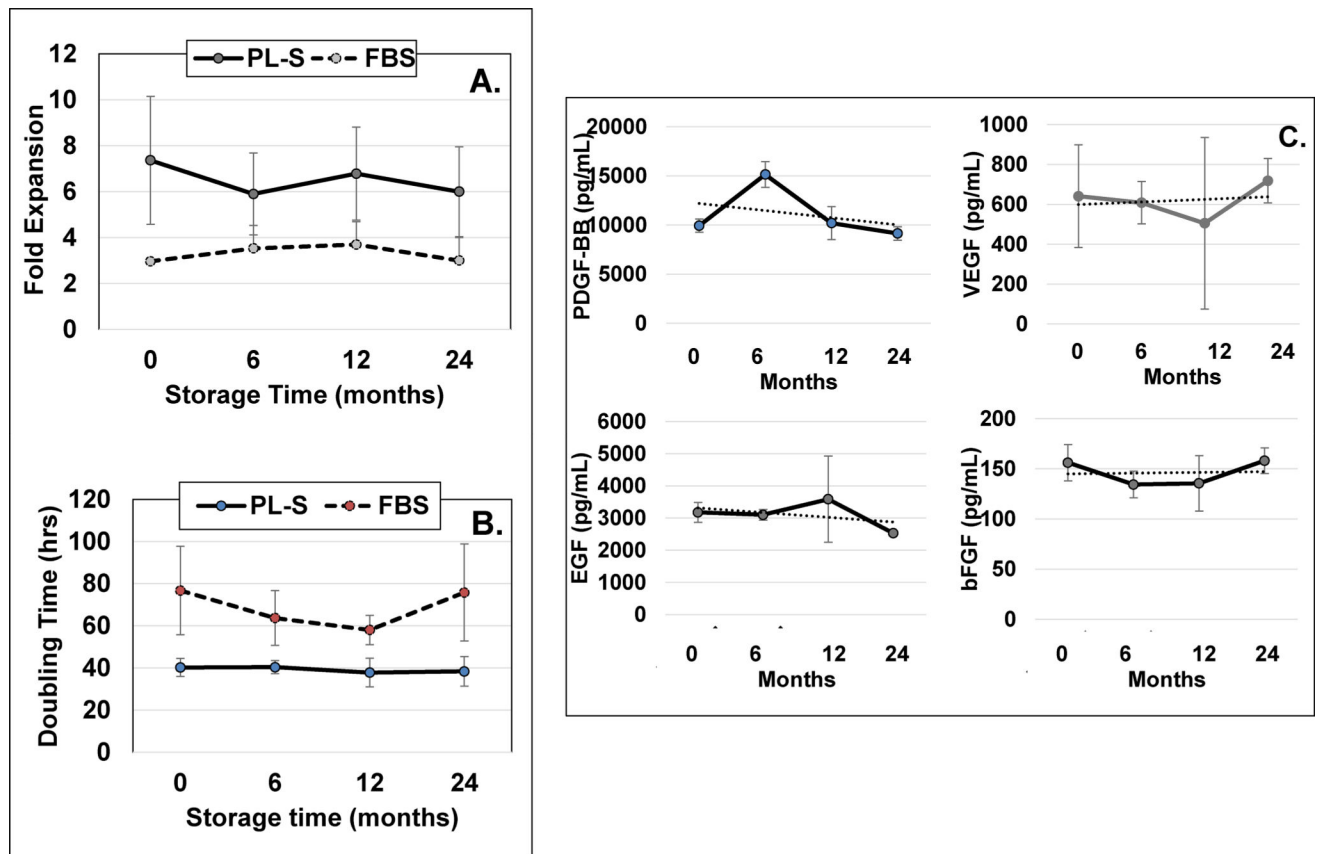 PL-S FBS
A.
Fold Expansion
12
10
8
6
4
2
0
0 6 12 24
Storage Time (months)
PL-S FBS
B.
Doubling Time (hrs)
120
100
80
60
40
20
0
0 6 12 24
Storage time (months)
PDGF-BB (pg/mL)
20000
15000
10000
5000
0
0 6 12 24
Months
C.
VEGF (pg/mL)
1000
800
600
400
200
0
0 6 12 24
Months
EGF (pg/mL)
6000
5000
4000
3000
2000
1000
0
0 6 12 24
Months
bFGF (pg/mL)
200
150
100
50
0
0 6 12 24
Months